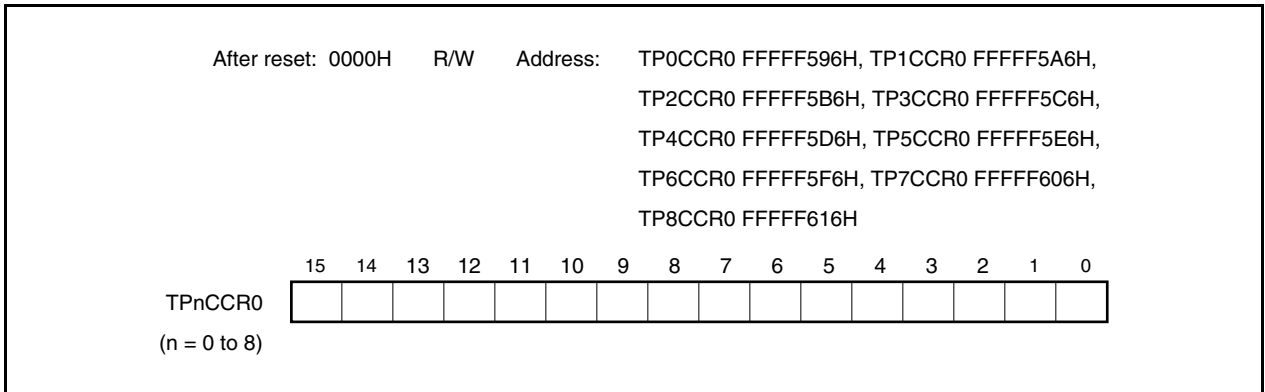 After reset: 0000H R/W Address: TP0CCR0 FFFFF596H, TP1CCR0 FFFFF5A6H,
TP2CCR0 FFFFF5B6H, TP3CCR0 FFFFF5C6H,
TP4CCR0 FFFFF5D6H, TP5CCR0 FFFFF5E6H,
TP6CCR0 FFFFF5F6H, TP7CCR0 FFFFF606H,
TP8CCR0 FFFFF616H
15 14 13 12 11 10 9 8 7 6 5 4 3 2 1 0
TPnCCR0
(n = 0 to 8)